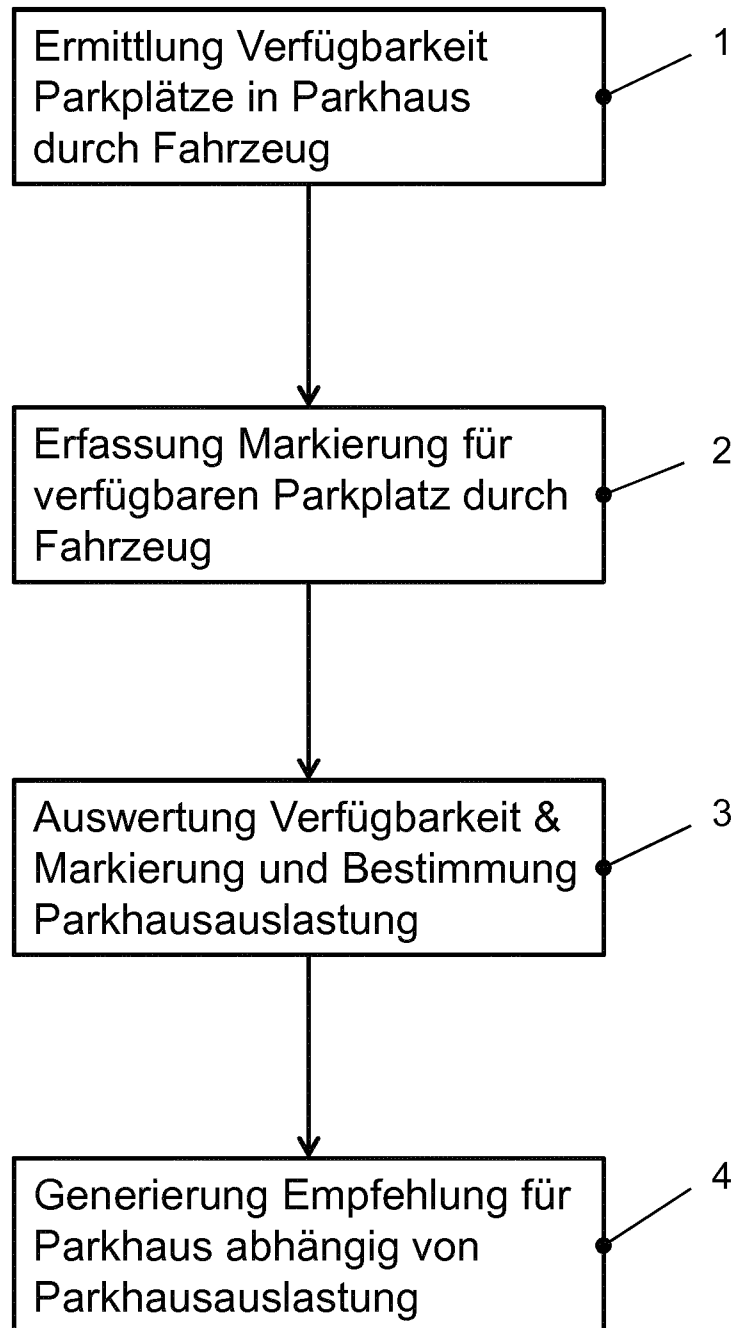 Ermittlung Verfügbarkeit
Parkplätze in Parkhaus
durch Fahrzeug
1
Erfassung Markierung für
verfügbaren Parkplatz durch
Fahrzeug
2
Auswertung Verfügbarkeit &
Markierung und Bestimmung
Parkhausauslastung
3
Generierung Empfehlung für
Parkhaus abhängig von
Parkhausauslastung
4